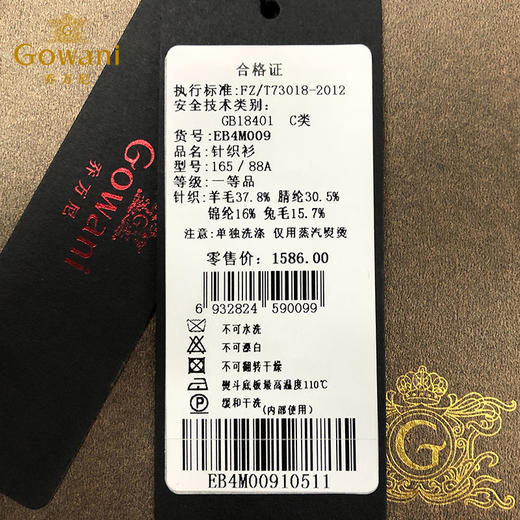 Gowani
乔万尼
Gowani
乔万尼
合格证
执行标准:FZ/T73018-2012
安全技术类别:
GB18401 C类
货号:EB4M009
品名:针织衫
型号:165/88A
等级:一等品
针织:羊毛37.8% 腈纶30.5%
锦纶16% 兔毛15.7%
注意:单独洗涤 仅用蒸汽熨烫
零售价:1586.00
6 932824 590099
不可水洗
不可漂白
不可翻转干燥
熨斗底板最高温度110℃
P 缓和干洗(内部使用)
EB4M00910511
G